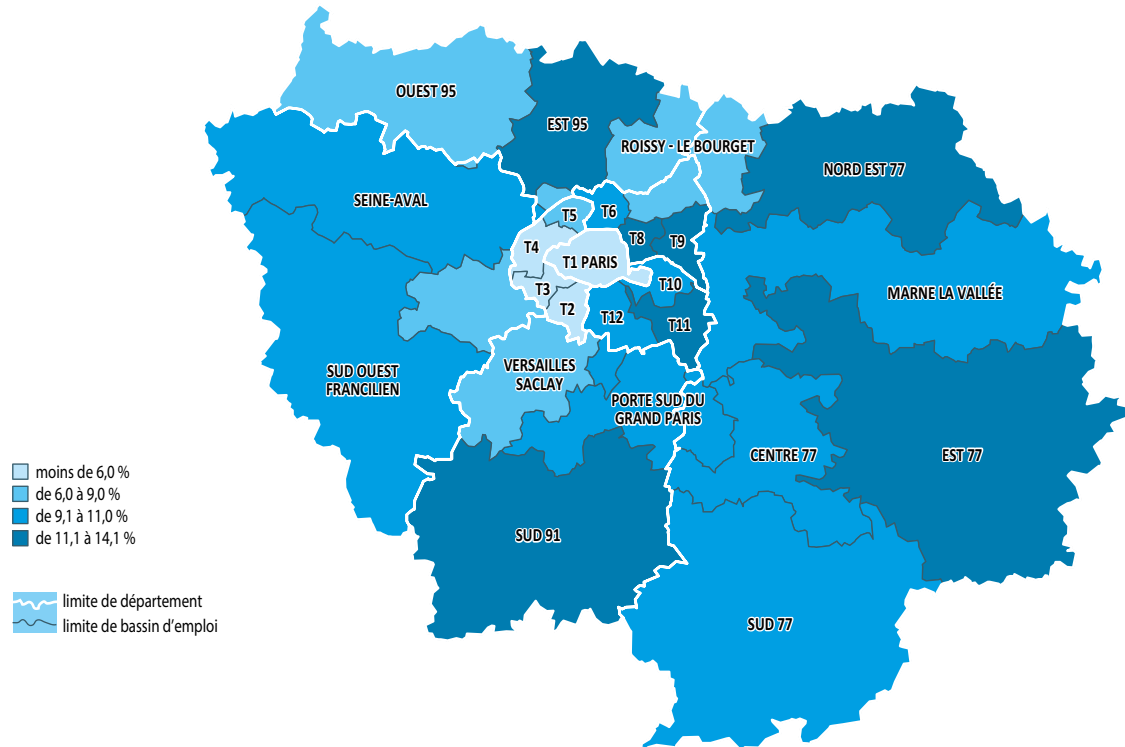 OUEST 95
EST 95
ROISSY - LE BOURGET
NORD EST 77
SEINE-AVAL
T5
T6
T8
T9
T4
T1 PARIS
T10
T3
T2
T12
T11
MARNE LA VALLÉE
SUD OUEST
FRANCILIEN
VERSAILLES
SACLAY
PORTE SUD DU
GRAND PARIS
CENTRE 77
EST 77
SUD 91
SUD 77
moins de 6,0 %
de 6,0 à 9,0 %
de 9,1 à 11,0 %
de 11,1 à 14,1 %
limite de département
limite de bassin d’emploi